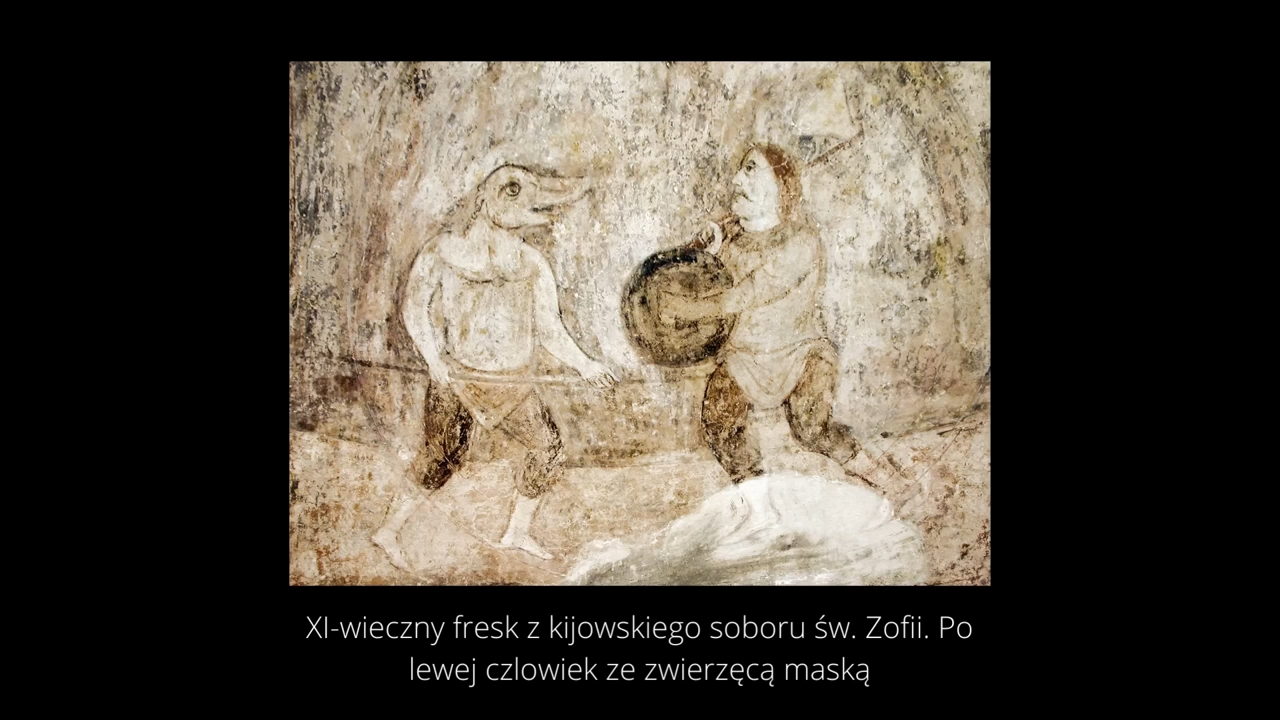 XI-wieczny fresk z kijowskiego soboru św. Zofii. Po
lewej czlowiek ze zwierzęcą maską